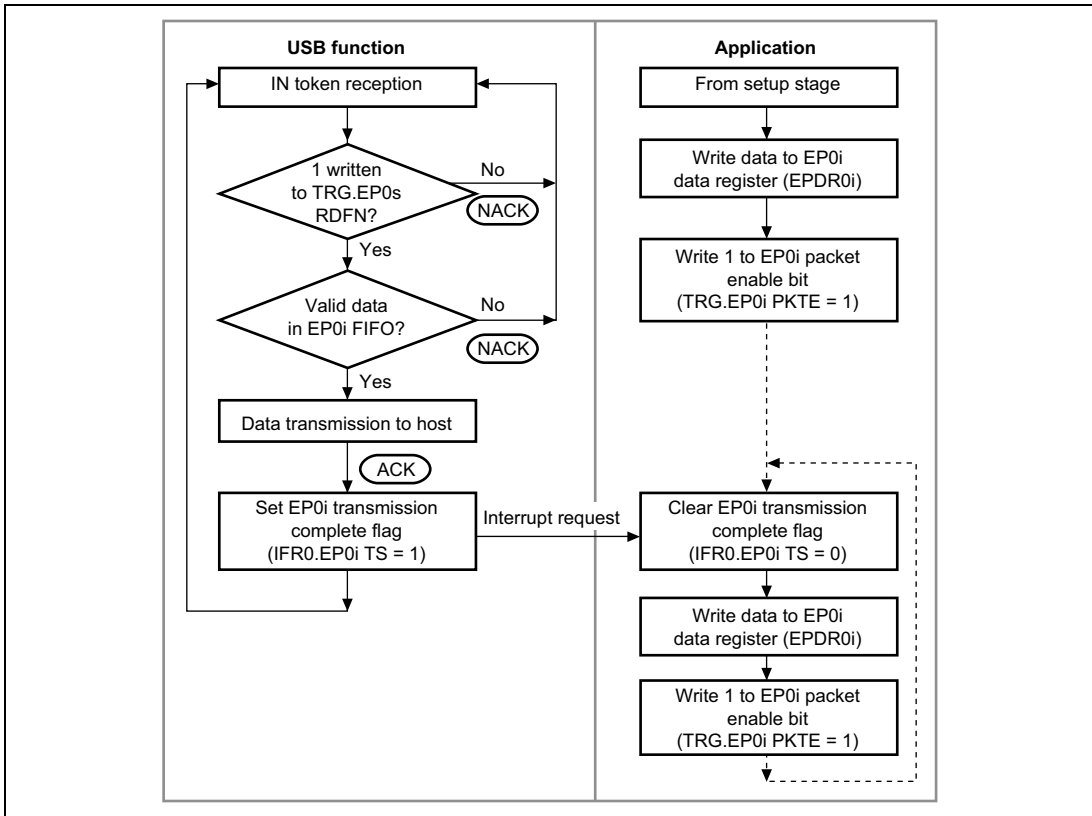 USB function
IN token reception
1 written
to TRG.EP0s
RDFN?
No
NACK
Yes
Valid data
in EP0i FIFO?
No
NACK
Yes
Data transmission to host
ACK
Set EP0i transmission
complete flag
(IFR0.EP0i TS = 1)
Interrupt request
Application
From setup stage
Write data to EP0i
data register (EPDR0i)
Write 1 to EP0i packet
enable bit
(TRG.EP0i PKTE = 1)
Clear EP0i transmission
complete flag
(IFR0.EP0i TS = 0)
Write data to EP0i
data register (EPDR0i)
Write 1 to EP0i packet
enable bit
(TRG.EP0i PKTE = 1)